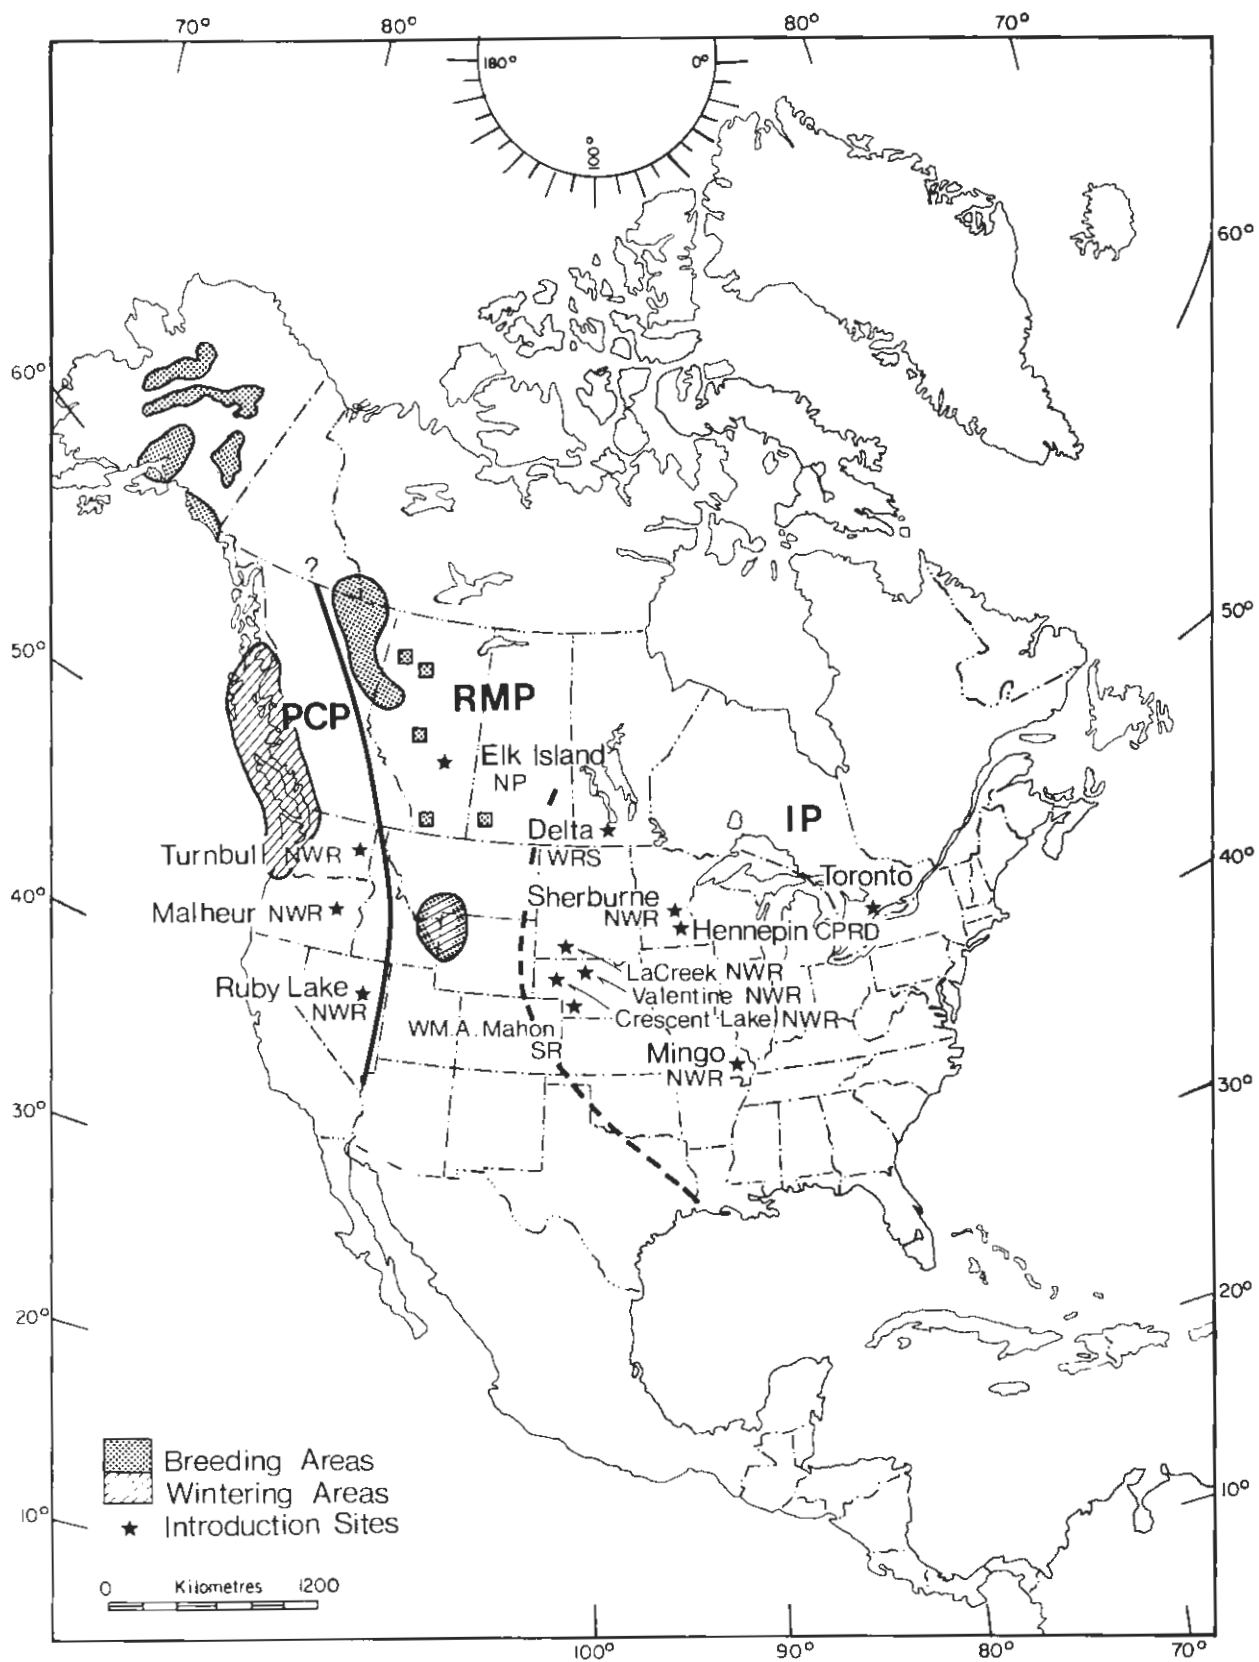 70° 80° 80° 70°
180° 0°
100°
60°
60°
?
50°
50°
PCP RMP
Elk Island
NP
IP
Delta
WRS
Turnbull NWR
40°
Toronto
40°
Sherburne
NWR
Malheur NWR
Hennepin CPRD
LaCreek NWR
Ruby Lake
NWR
Valentine NWR
Crescent Lake NWR
WM.A. Mahon
SR
Mingo
NWR
30°
30°
20°
20°
Breeding Areas
Wintering Areas
10°
10°
Introduction Sites
0 Kilometres 1200
100° 90° 80° 70°